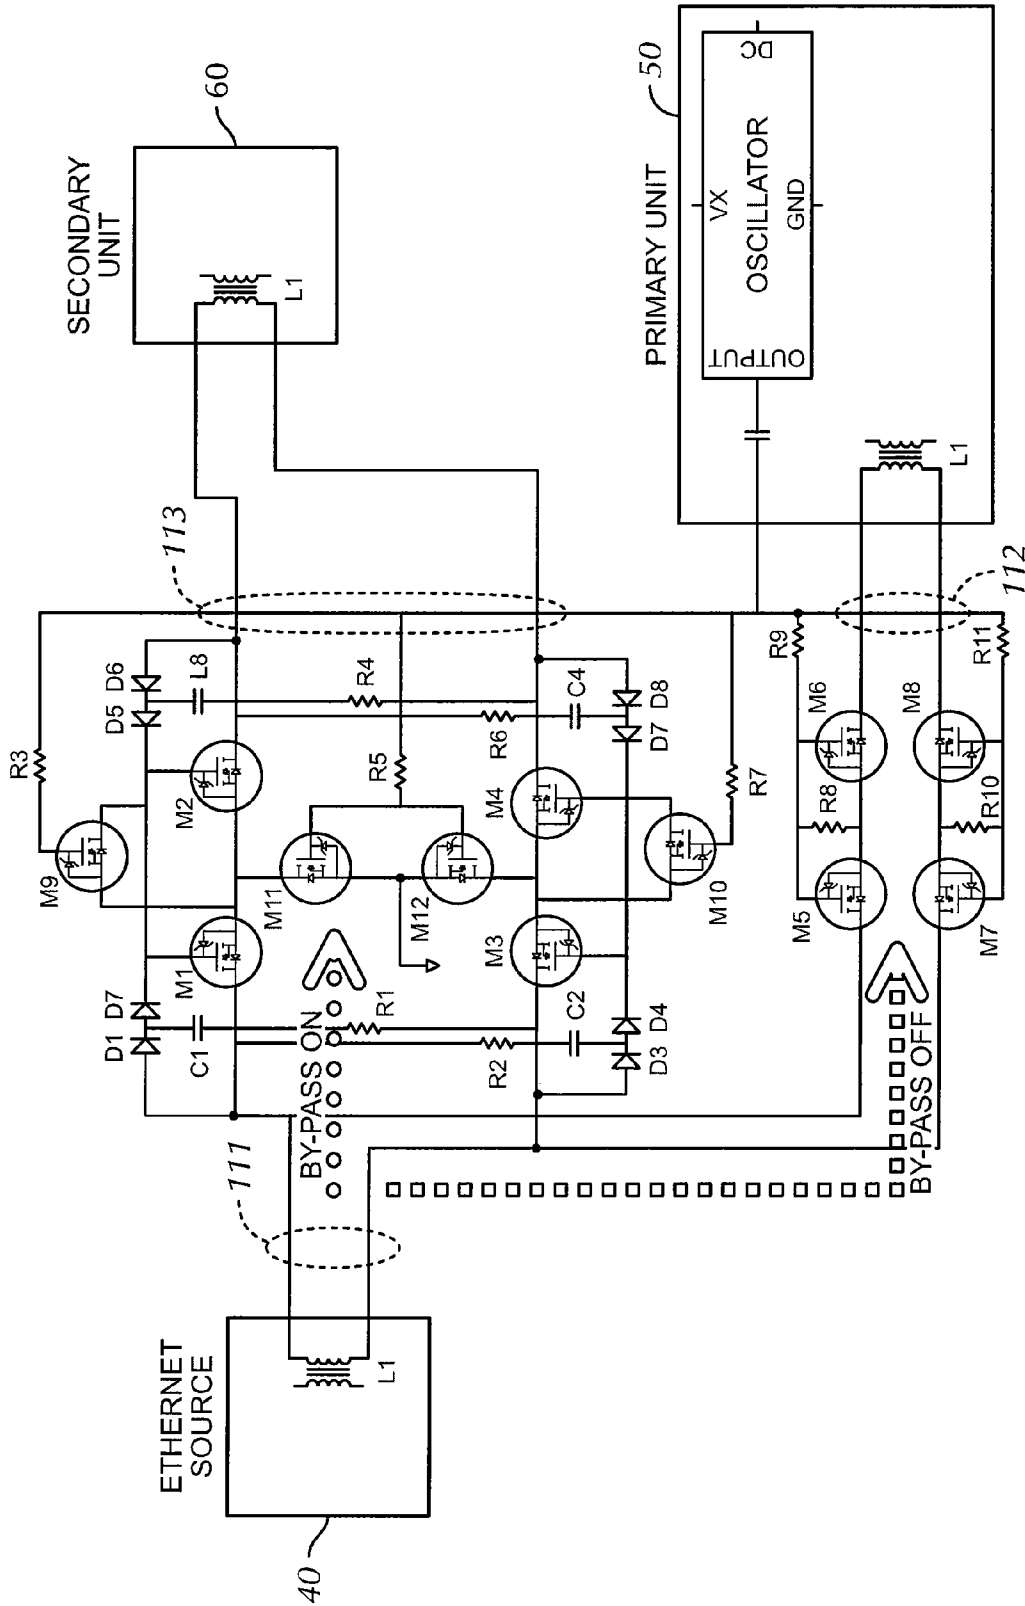 ETHERNET
SOURCE
40
L1
111
SECONDARY
UNIT
60
L1
113
PRIMARY UNIT
50
OSCILLATOR
DC
VX
GND
OUTPUT
L1
112
BY-PASS ON
BY-PASS OFF
D1
D7
C1
R1
R2
C2
D3
D4
M1
M9
R3
M2
D5
D6
L8
R4
M11
M12
R5
R6
C4
M3
M4
D7
D8
M10
R7
M5
R8
M6
R9
M7
R10
M8
R11